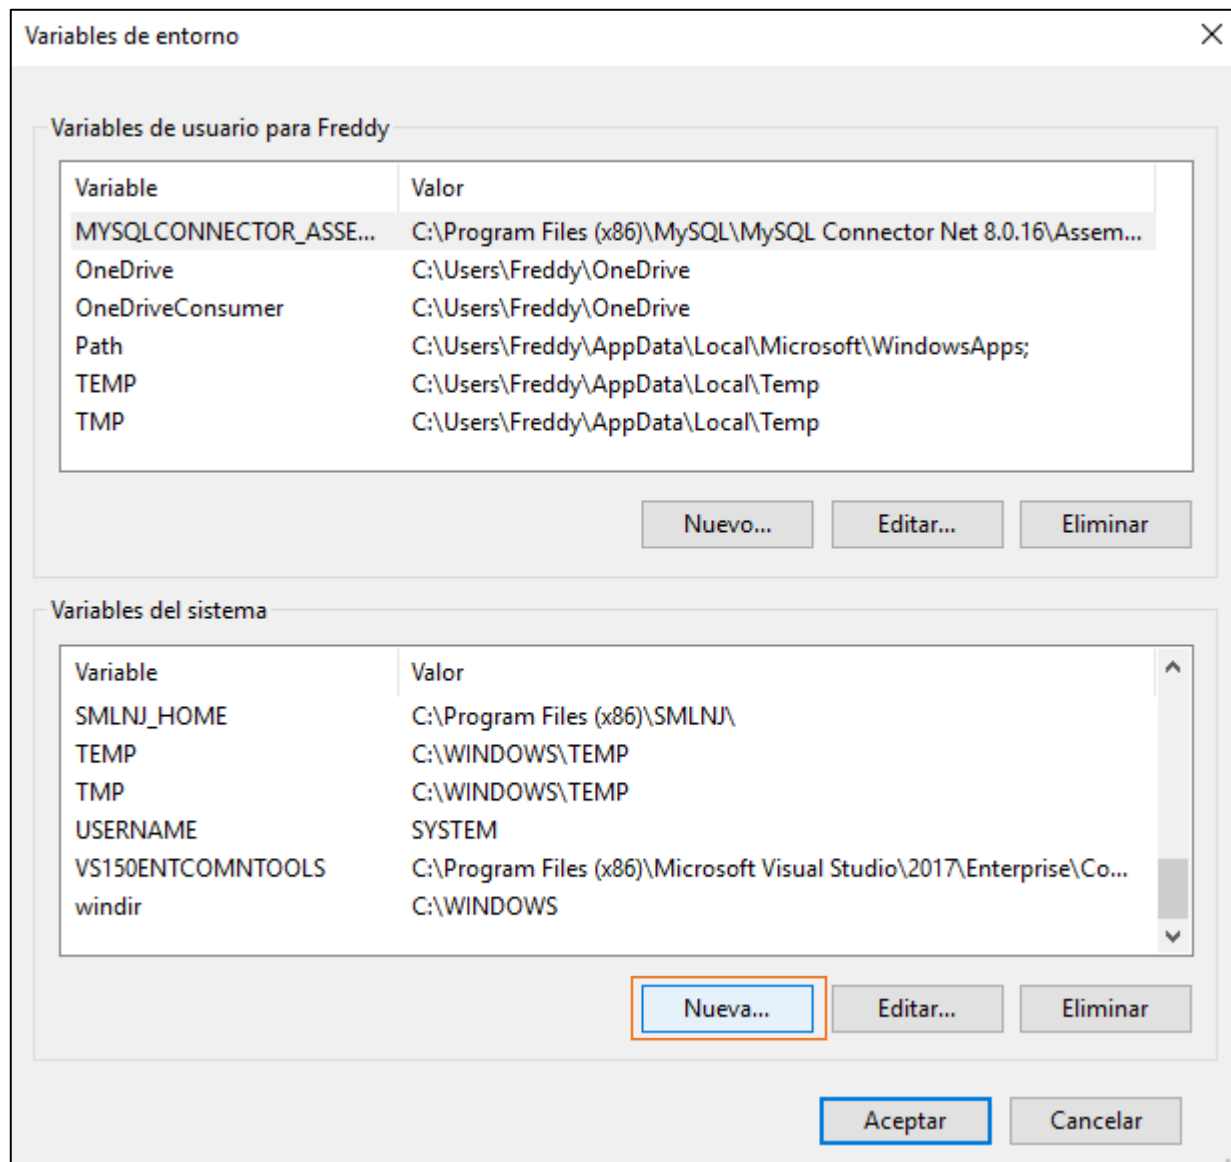 Variables de entorno
Variables de usuario para Freddy
Variable Valor
MYSQLCONNECTOR_ASSE... C:\Program Files (x86)\MySQL\MySQL Connector Net 8.0.16\Assem...
OneDrive C:\Users\Freddy\OneDrive
OneDriveConsumer C:\Users\Freddy\OneDrive
Path C:\Users\Freddy\AppData\Local\Microsoft\WindowsApps;
TEMP C:\Users\Freddy\AppData\Local\Temp
TMP C:\Users\Freddy\AppData\Local\Temp
Nuevo... Editar... Eliminar
Variables del sistema
Variable Valor
SMLNJ_HOME C:\Program Files (x86)\SMLNJ\
TEMP C:\WINDOWS\TEMP
TMP C:\WINDOWS\TEMP
USERNAME SYSTEM
VS150ENTCOMNTOOLS C:\Program Files (x86)\Microsoft Visual Studio\2017\Enterprise\Co...
windir C:\WINDOWS
Nueva... Editar... Eliminar
Aceptar Cancelar